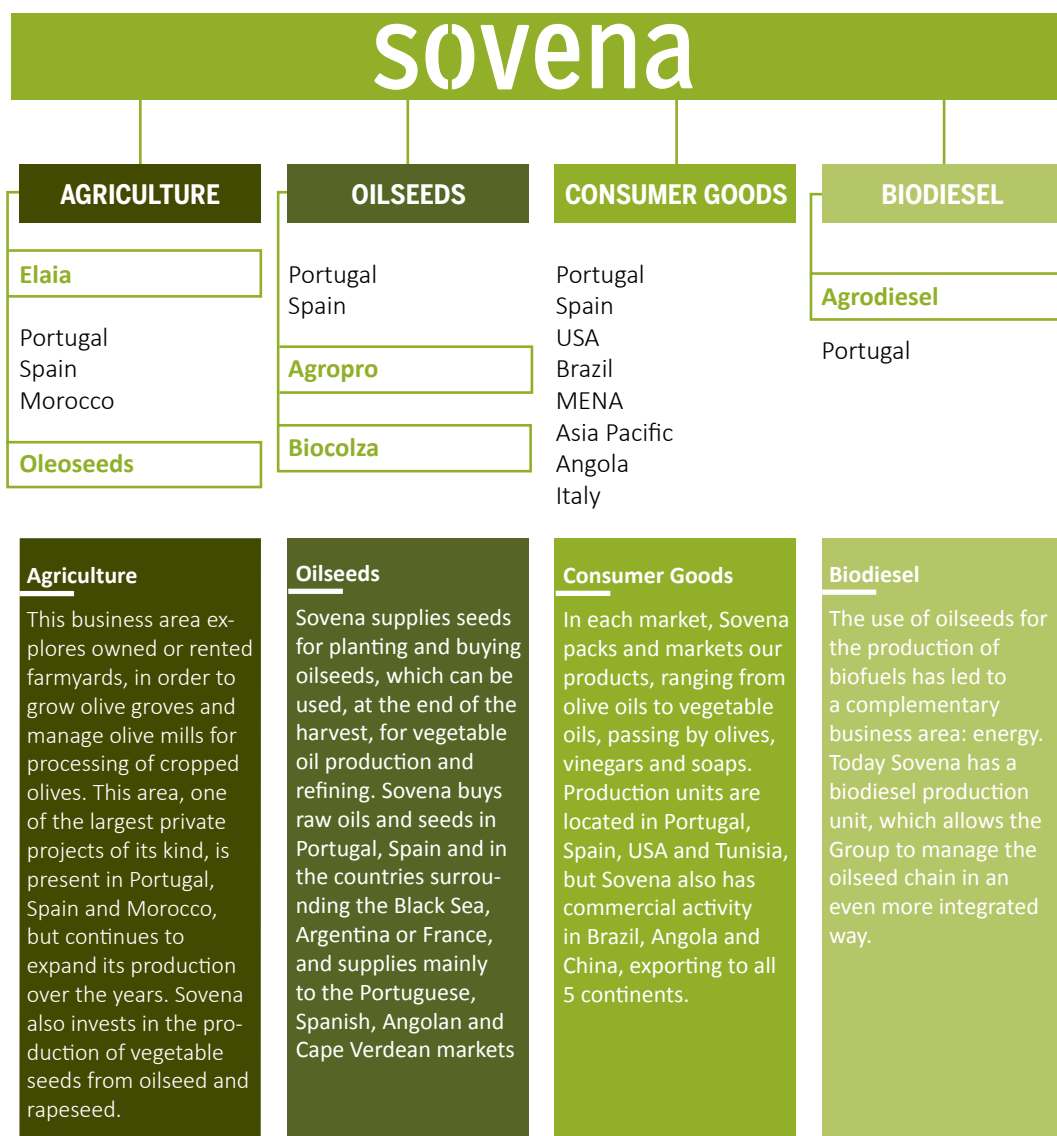 sovena
AGRICULTURE
OILSEEDS
CONSUMER GOODS
BIODIESEL
Elaia
Portugal
Spain
Morocco
Oleoseeds
Portugal
Spain
Agropro
Biocolza
Portugal
Spain
USA
Brazil
MENA
Asia Pacific
Angola
Italy
Agrodiesel
Portugal
Agriculture
This business area ex-
plores owned or rented
farmyards, in order to
grow olive groves and
manage olive mills for
processing of cropped
olives. This area, one
of the largest private
projects of its kind, is
present in Portugal,
Spain and Morocco,
but continues to
expand its production
over the years. Sovena
also invests in the pro-
duction of vegetable
seeds from oilseed and
rapeseed.
Oilseeds
Sovena supplies seeds
for planting and buying
oilseeds, which can be
used, at the end of the
harvest, for vegetable
oil production and
refining. Sovena buys
raw oils and seeds in
Portugal, Spain and in
the countries surrou-
nding the Black Sea,
Argentina or France,
and supplies mainly
to the Portuguese,
Spanish, Angolan and
Cape Verdean markets
Consumer Goods
In each market, Sovena
packs and markets our
products, ranging from
olive oils to vegetable
oils, passing by olives,
vinegars and soaps.
Production units are
located in Portugal,
Spain, USA and Tunisia,
but Sovena also has
commercial activity
in Brazil, Angola and
China, exporting to all
5 continents.
Biodiesel
The use of oilseeds for
the production of
biofuels has led to
a complementary
business area: energy.
Today Sovena has a
biodiesel production
unit, which allows the
Group to manage the
oilseed chain in an
even more integrated
way.